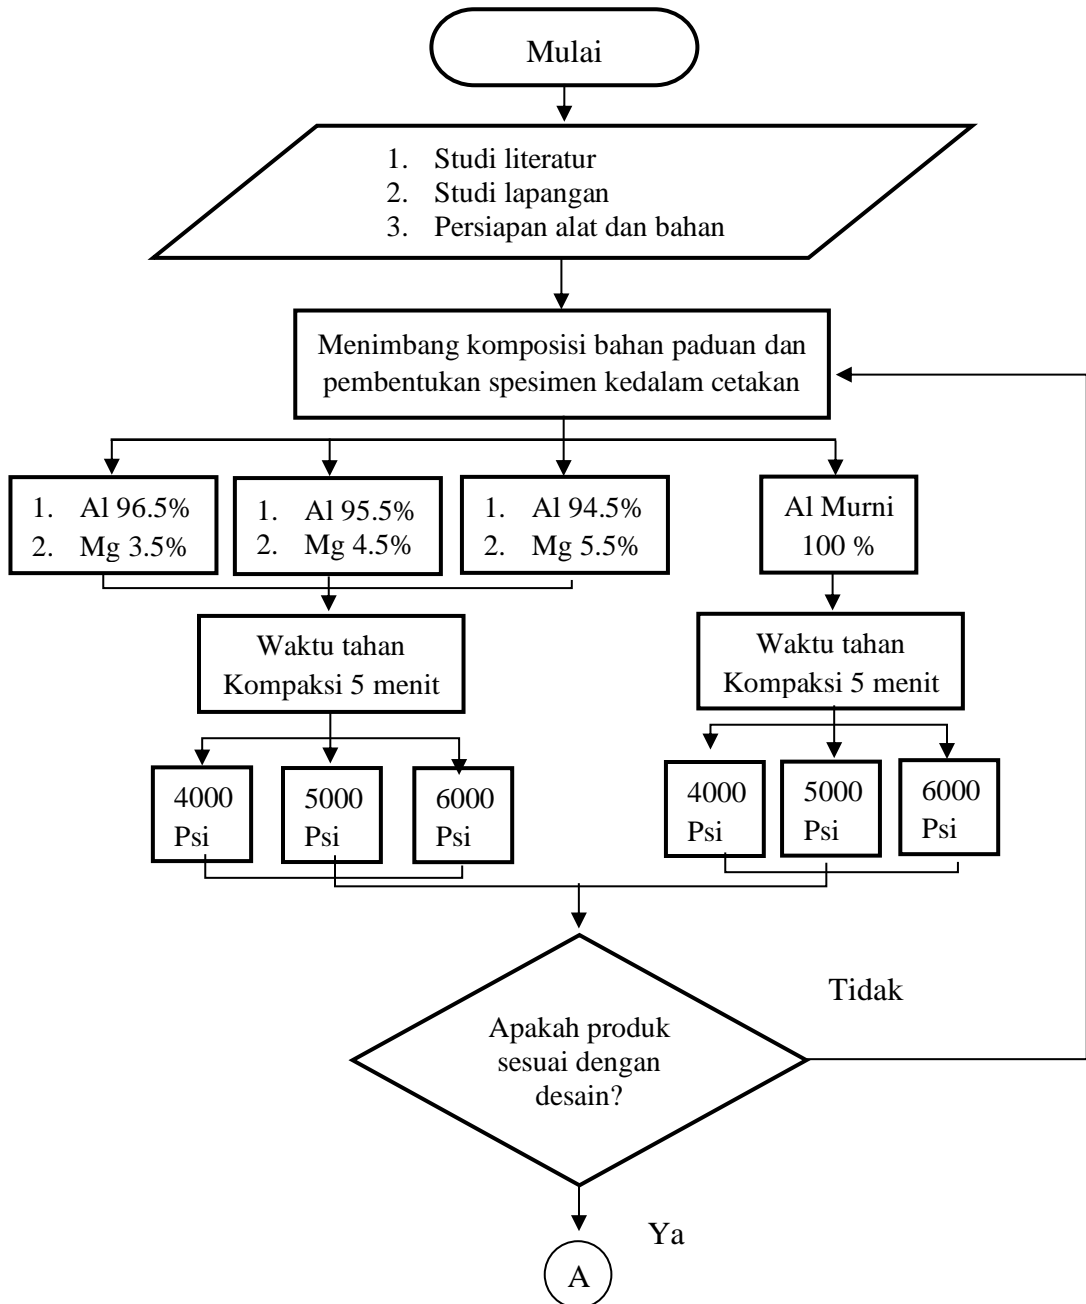 Mulai
1. Studi literatur
2. Studi lapangan
3. Persiapan alat dan bahan
Menimbang komposisi bahan paduan dan
pembentukan spesimen kedalam cetakan
1. Al 96.5%
2. Mg 3.5%
1. Al 95.5%
2. Mg 4.5%
1. Al 94.5%
2. Mg 5.5%
Al Murni
100 %
Waktu tahan
Kompaksi 5 menit
Waktu tahan
Kompaksi 5 menit
4000
Psi
5000
Psi
6000
Psi
4000
Psi
5000
Psi
6000
Psi
Apakah produk
sesuai dengan
desain?
Tidak
Ya
A